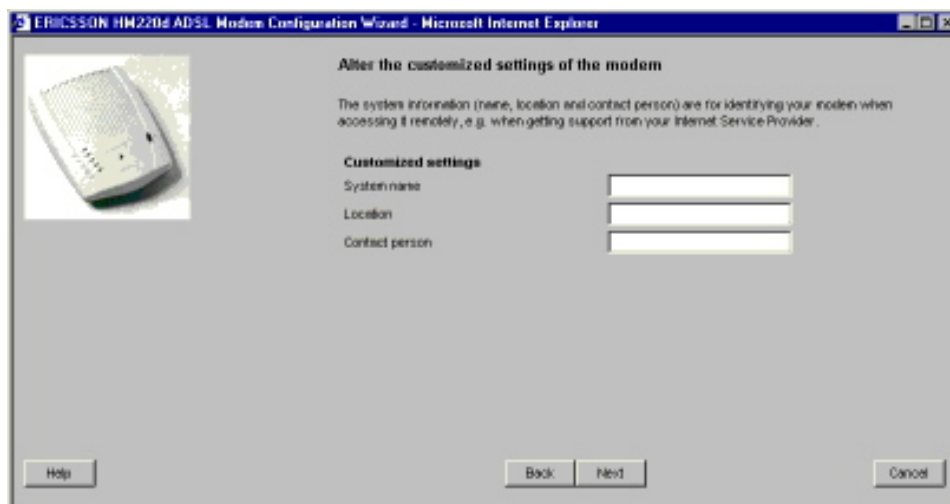 ERICSSON HM220d ADSL Modem Configuration Wizard - Microsoft Internet Explorer
Alter the customized settings of the modem
The system information (name, location and contact person) are for identifying your modem when
accessing it remotely, e.g. when getting support from your Internet Service Provider.
Customized settings
System name
Location
Contact person
Help
Back
Next
Cancel